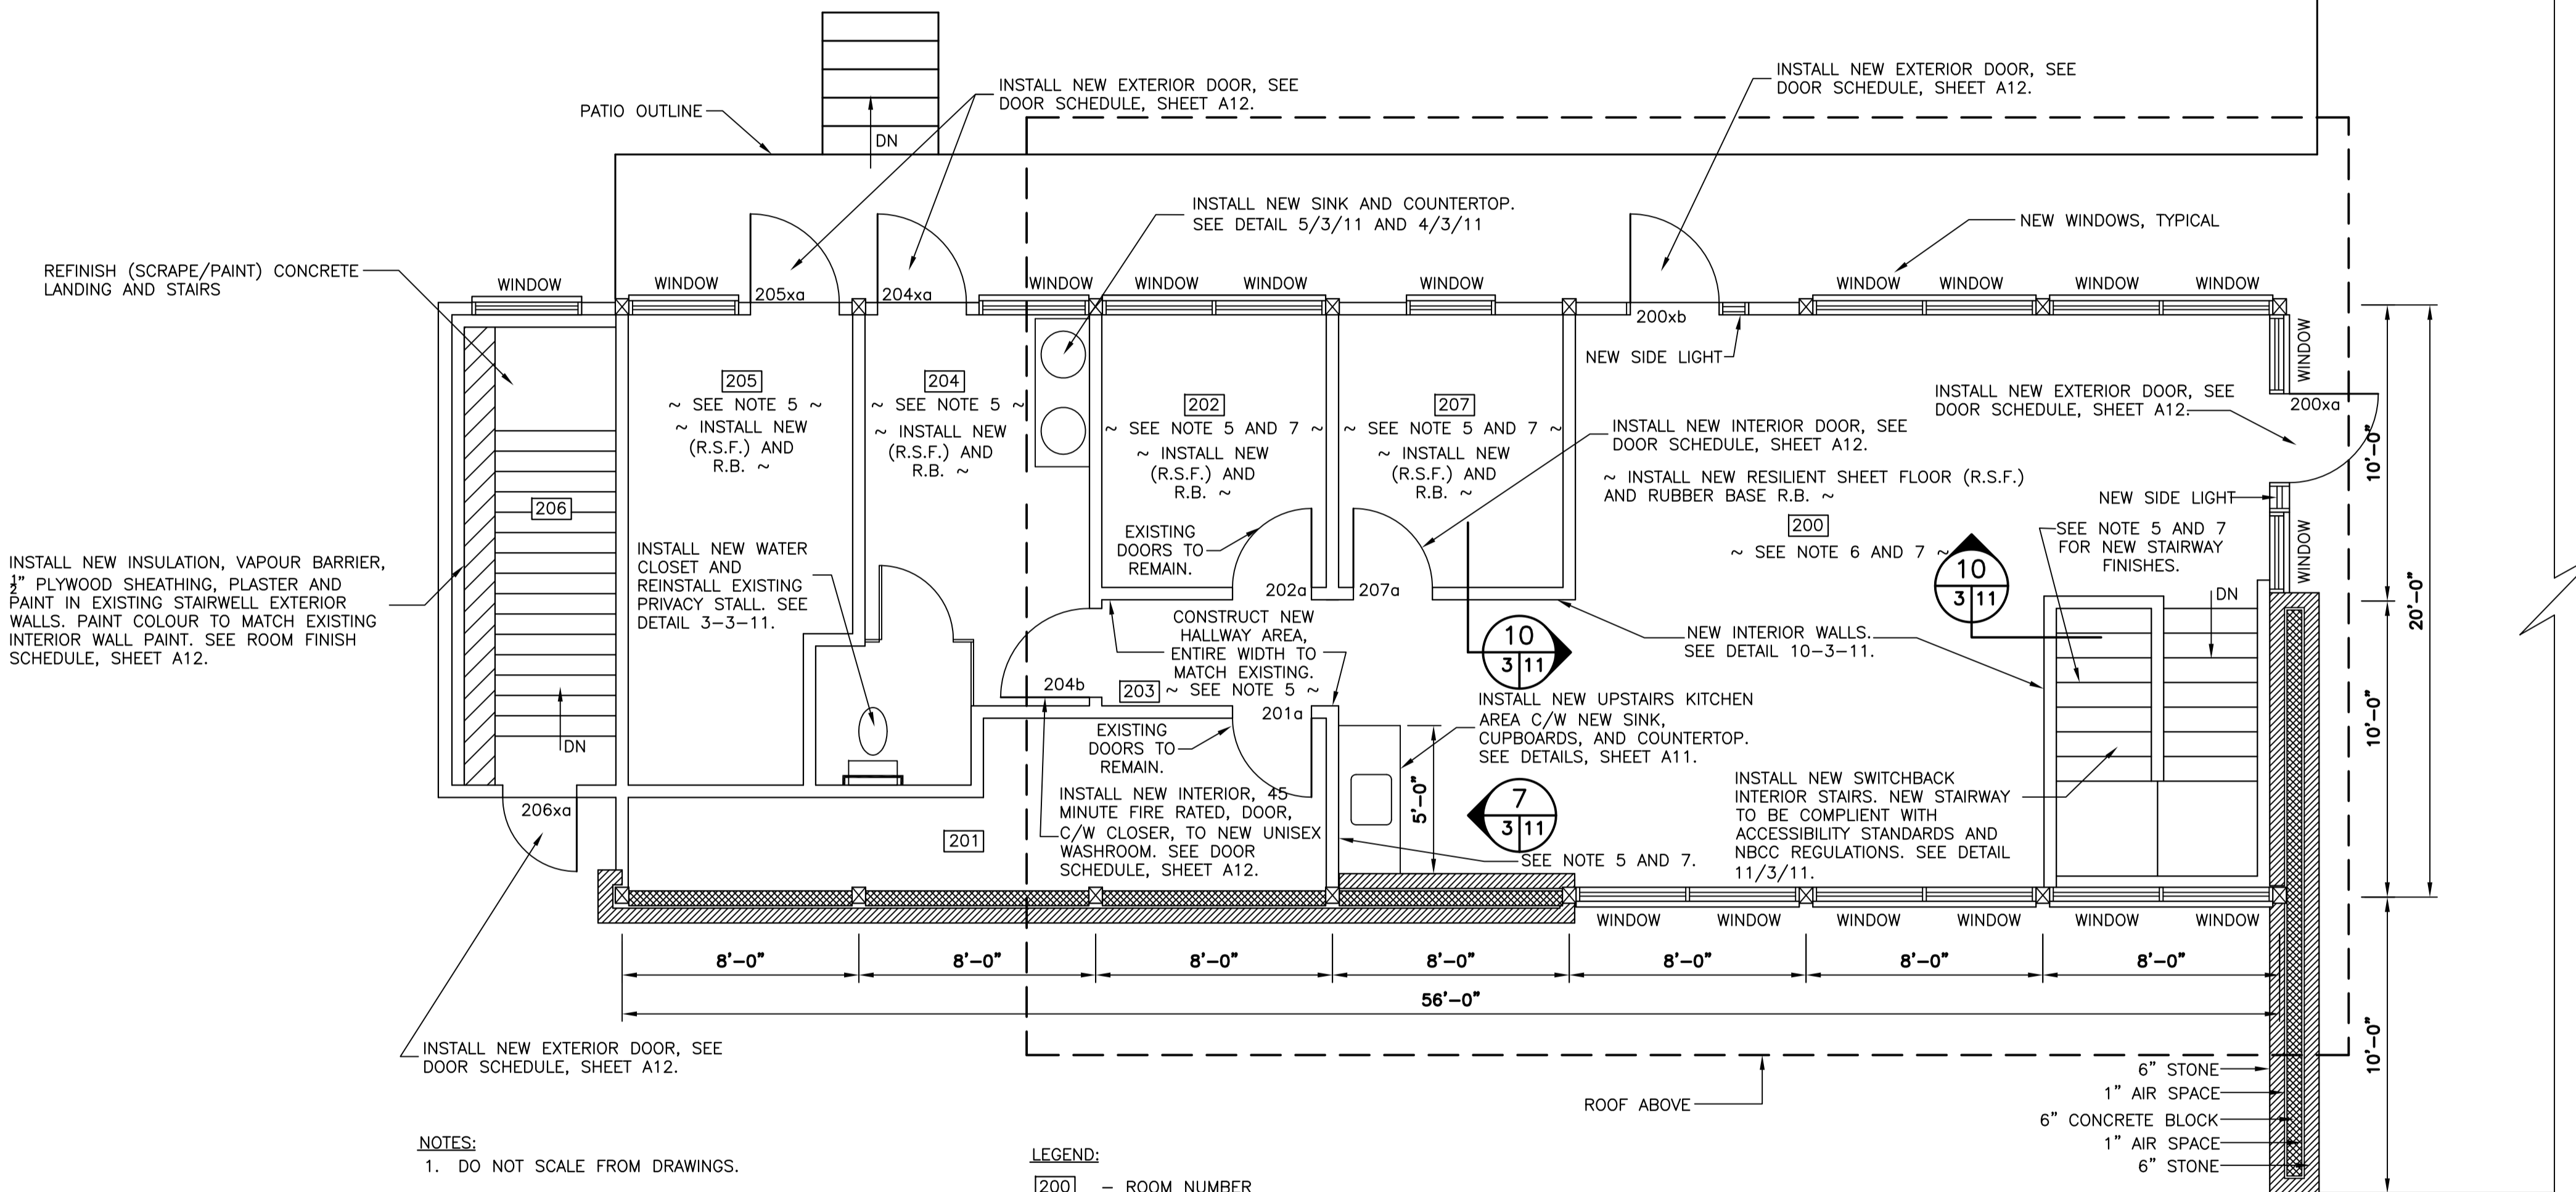 INSTALL NEW EXTERIOR DOOR, SEE
DOOR SCHEDULE, SHEET A12.
INSTALL NEW EXTERIOR DOOR, SEE
DOOR SCHEDULE, SHEET A12.
PATIO OUTLINE
DN
INSTALL NEW SINK AND COUNTERTOP.
SEE DETAIL 5/3/11 AND 4/3/11
NEW WINDOWS, TYPICAL
REFINISH (SCRAPE/PAINT) CONCRETE
LANDING AND STAIRS
WINDOW
WINDOW
WINDOW
WINDOW
WINDOW
WINDOW
WINDOW
WINDOW
WINDOW
WINDOW
205xa
204xa
200xb
NEW SIDE LIGHT
WINDOW
INSTALL NEW EXTERIOR DOOR, SEE
DOOR SCHEDULE, SHEET A12.
200xa
205
~ SEE NOTE 5 ~
~ INSTALL NEW
(R.S.F.) AND
R.B. ~
204
~ SEE NOTE 5 ~
~ INSTALL NEW
(R.S.F.) AND
R.B. ~
202
~ SEE NOTE 5 AND 7 ~
~ INSTALL NEW
(R.S.F.) AND
R.B. ~
207
~ SEE NOTE 5 AND 7 ~
~ INSTALL NEW
(R.S.F.) AND
R.B. ~
INSTALL NEW INTERIOR DOOR, SEE
DOOR SCHEDULE, SHEET A12.
~ INSTALL NEW RESILIENT SHEET FLOOR (R.S.F.)
AND RUBBER BASE R.B. ~
200
~ SEE NOTE 6 AND 7 ~
NEW SIDE LIGHT
SEE NOTE 5 AND 7
FOR NEW STAIRWAY
FINISHES.
WINDOW
10'-0"
20'-0"
10'-0"
10'-0"
206
INSTALL NEW INSULATION, VAPOUR BARRIER,
½" PLYWOOD SHEATHING, PLASTER AND
PAINT IN EXISTING STAIRWELL EXTERIOR
WALLS. PAINT COLOUR TO MATCH EXISTING
INTERIOR WALL PAINT. SEE ROOM FINISH
SCHEDULE, SHEET A12.
INSTALL NEW WATER
CLOSET AND
REINSTALL EXISTING
PRIVACY STALL. SEE
DETAIL 3-3-11.
EXISTING
DOORS TO
REMAIN.
202a
207a
10
3 11
DN
CONSTRUCT NEW
HALLWAY AREA,
ENTIRE WIDTH TO
MATCH EXISTING.
~ SEE NOTE 5 ~
10
3 11
NEW INTERIOR WALLS.
SEE DETAIL 10-3-11.
204b
203
201a
INSTALL NEW UPSTAIRS KITCHEN
AREA C/W NEW SINK,
CUPBOARDS, AND COUNTERTOP.
SEE DETAILS, SHEET A11.
DN
EXISTING
DOORS TO
REMAIN.
INSTALL NEW INTERIOR, 45
MINUTE FIRE RATED, DOOR,
C/W CLOSER, TO NEW UNISEX
WASHROOM. SEE DOOR
SCHEDULE, SHEET A12.
5'-0"
7
3 11
INSTALL NEW SWITCHBACK
INTERIOR STAIRS. NEW STAIRWAY
TO BE COMPLIENT WITH
ACCESSIBILITY STANDARDS AND
NBCC REGULATIONS. SEE DETAIL
11/3/11.
206xa
201
SEE NOTE 5 AND 7.
WINDOW
WINDOW
WINDOW
WINDOW
WINDOW
WINDOW
8'-0"
8'-0"
8'-0"
8'-0"
8'-0"
8'-0"
8'-0"
56'-0"
INSTALL NEW EXTERIOR DOOR, SEE
DOOR SCHEDULE, SHEET A12.
ROOF ABOVE
6" STONE
1" AIR SPACE
6" CONCRETE BLOCK
1" AIR SPACE
6" STONE
NOTES:
1. DO NOT SCALE FROM DRAWINGS.
LEGEND:
200 - ROOM NUMBER